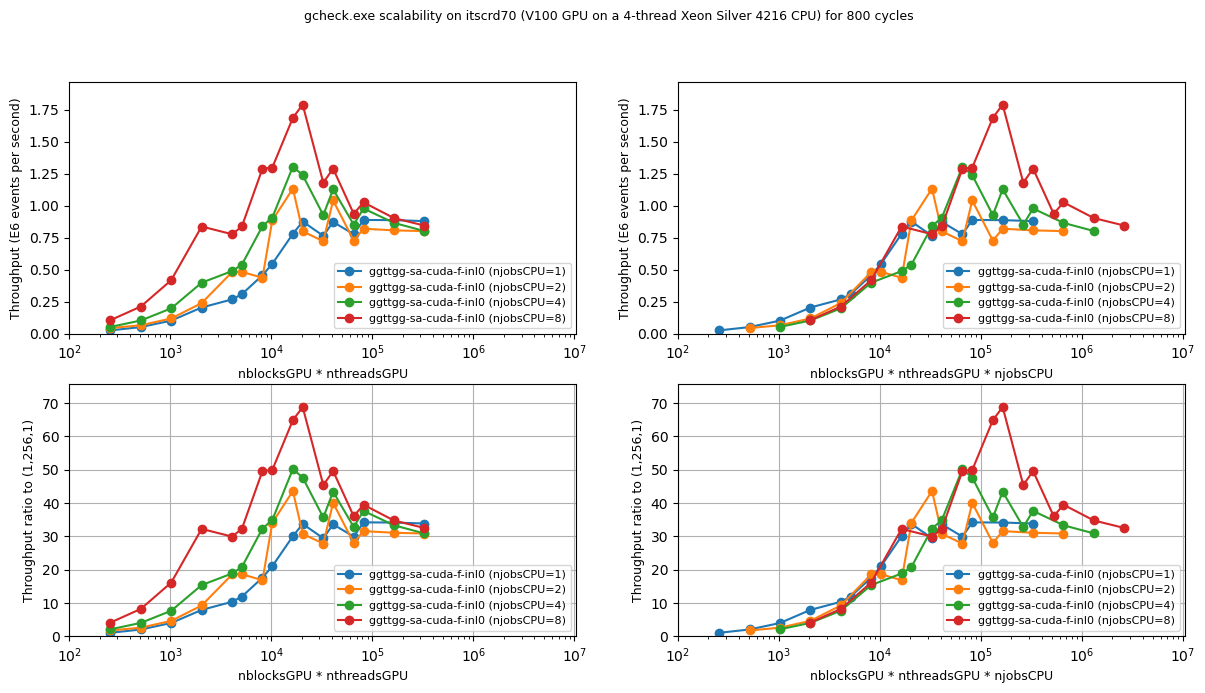 gcheck.exe scalability on itscrd70 (V100 GPU on a 4-thread Xeon Silver 4216 CPU) for 800 cycles
Throughput (E6 events per second)
1.75
1.50
1.25
1.00
0.75
0.50
0.25
0.00
ggttgg-sa-cuda-f-inl0 (njobsCPU=1)
ggttgg-sa-cuda-f-inl0 (njobsCPU=2)
ggttgg-sa-cuda-f-inl0 (njobsCPU=4)
ggttgg-sa-cuda-f-inl0 (njobsCPU=8)
10² 10³ 10⁴ 10⁵ 10⁶ 10⁷
nblocksGPU * nthreadsGPU
Throughput (E6 events per second)
1.75
1.50
1.25
1.00
0.75
0.50
0.25
0.00
ggttgg-sa-cuda-f-inl0 (njobsCPU=1)
ggttgg-sa-cuda-f-inl0 (njobsCPU=2)
ggttgg-sa-cuda-f-inl0 (njobsCPU=4)
ggttgg-sa-cuda-f-inl0 (njobsCPU=8)
10² 10³ 10⁴ 10⁵ 10⁶ 10⁷
nblocksGPU * nthreadsGPU * njobsCPU
Throughput ratio to (1,256,1)
70
60
50
40
30
20
10
0
ggttgg-sa-cuda-f-inl0 (njobsCPU=1)
ggttgg-sa-cuda-f-inl0 (njobsCPU=2)
ggttgg-sa-cuda-f-inl0 (njobsCPU=4)
ggttgg-sa-cuda-f-inl0 (njobsCPU=8)
10² 10³ 10⁴ 10⁵ 10⁶ 10⁷
nblocksGPU * nthreadsGPU
Throughput ratio to (1,256,1)
70
60
50
40
30
20
10
0
ggttgg-sa-cuda-f-inl0 (njobsCPU=1)
ggttgg-sa-cuda-f-inl0 (njobsCPU=2)
ggttgg-sa-cuda-f-inl0 (njobsCPU=4)
ggttgg-sa-cuda-f-inl0 (njobsCPU=8)
10² 10³ 10⁴ 10⁵ 10⁶ 10⁷
nblocksGPU * nthreadsGPU * njobsCPU